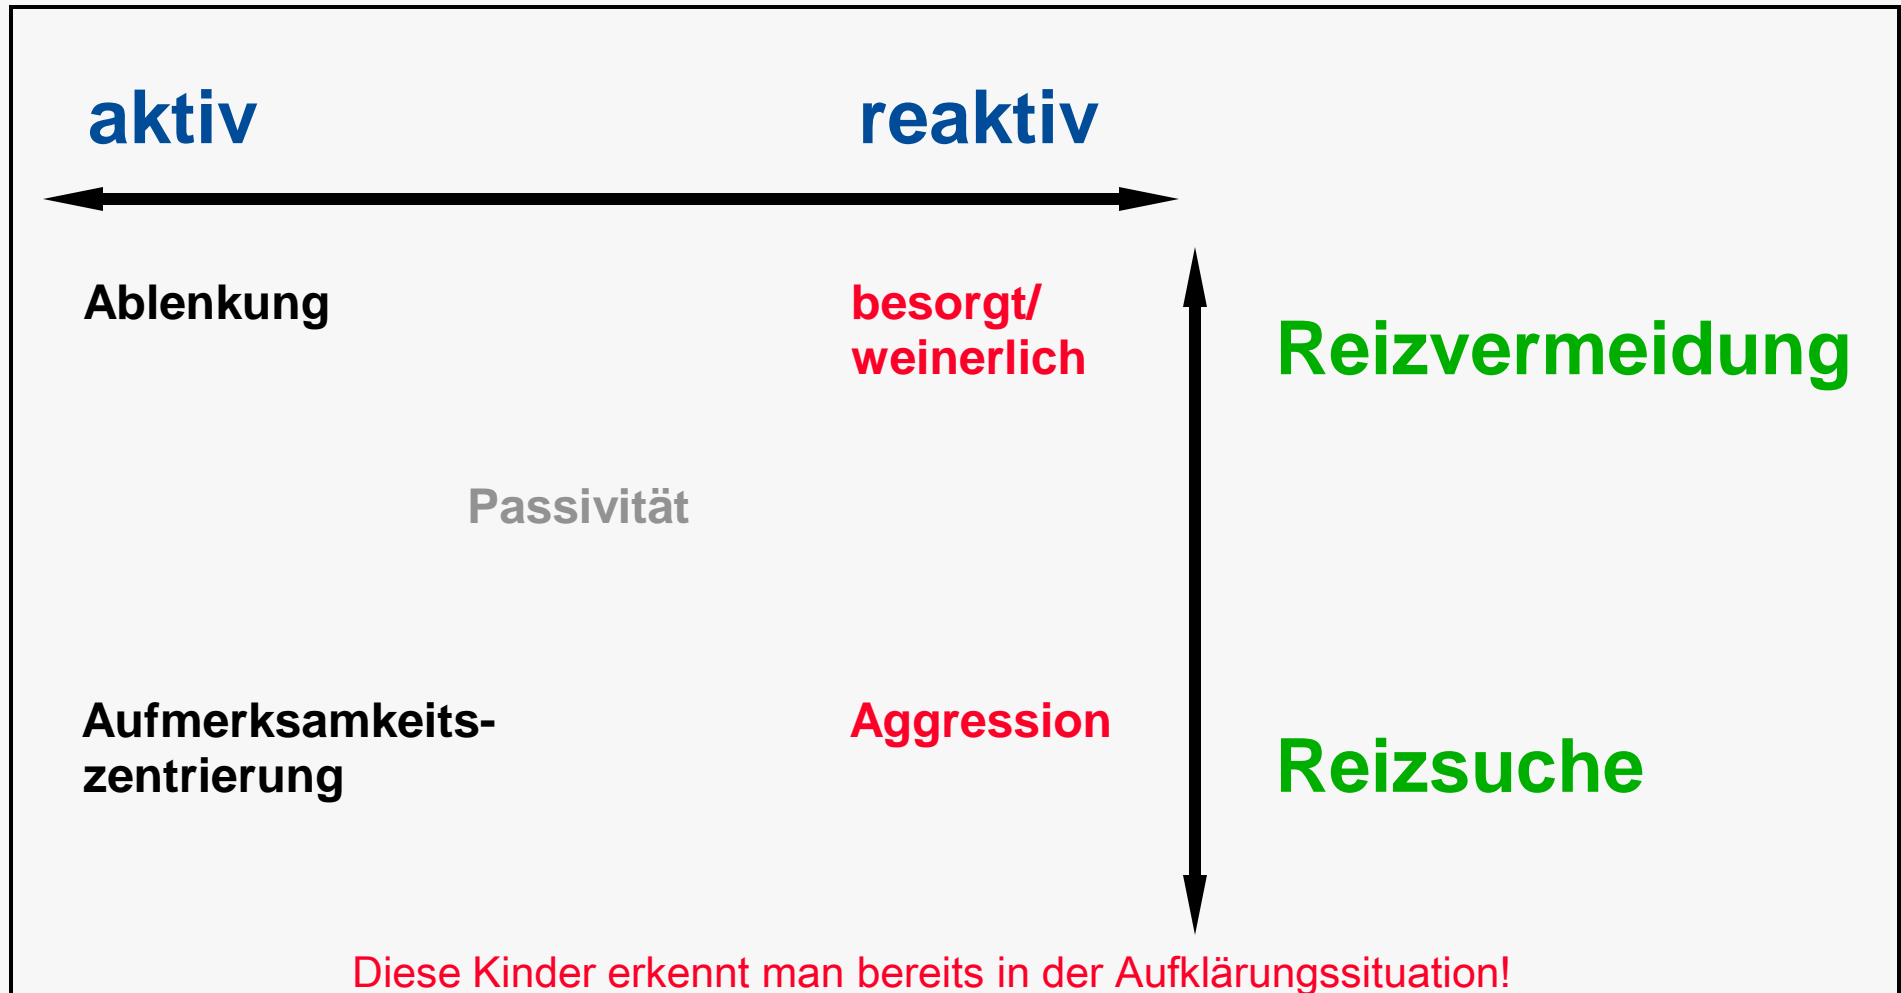 aktiv
reaktiv
Ablenkung
besorgt/
weinerlich
Reizvermeidung
Passivität
Aufmerksamkeits-
zentrierung
Aggression
Reizsuche
Diese Kinder erkennt man bereits in der Aufklärungssituation!